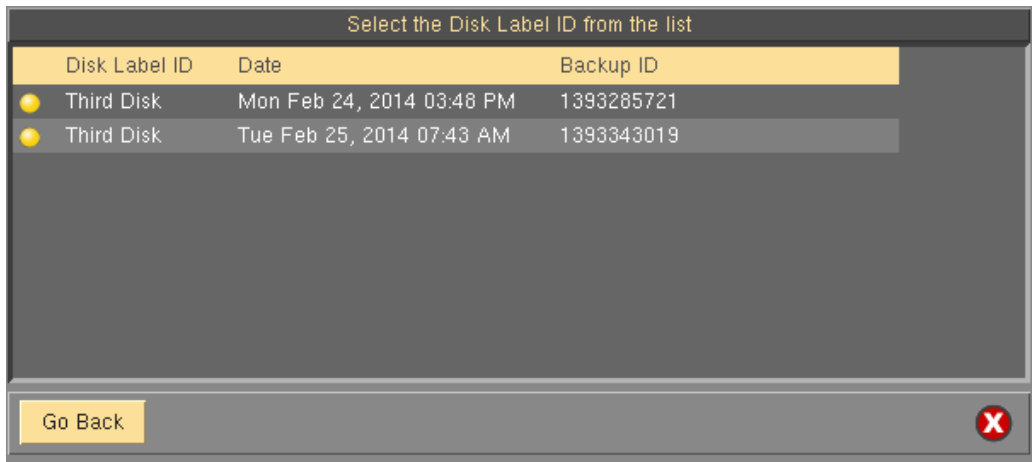 Select the Disk Label ID from the list
Disk Label ID Date Backup ID
Third Disk Mon Feb 24, 2014 03:48 PM 1393285721
Third Disk Tue Feb 25, 2014 07:43 AM 1393343019
Go Back
X